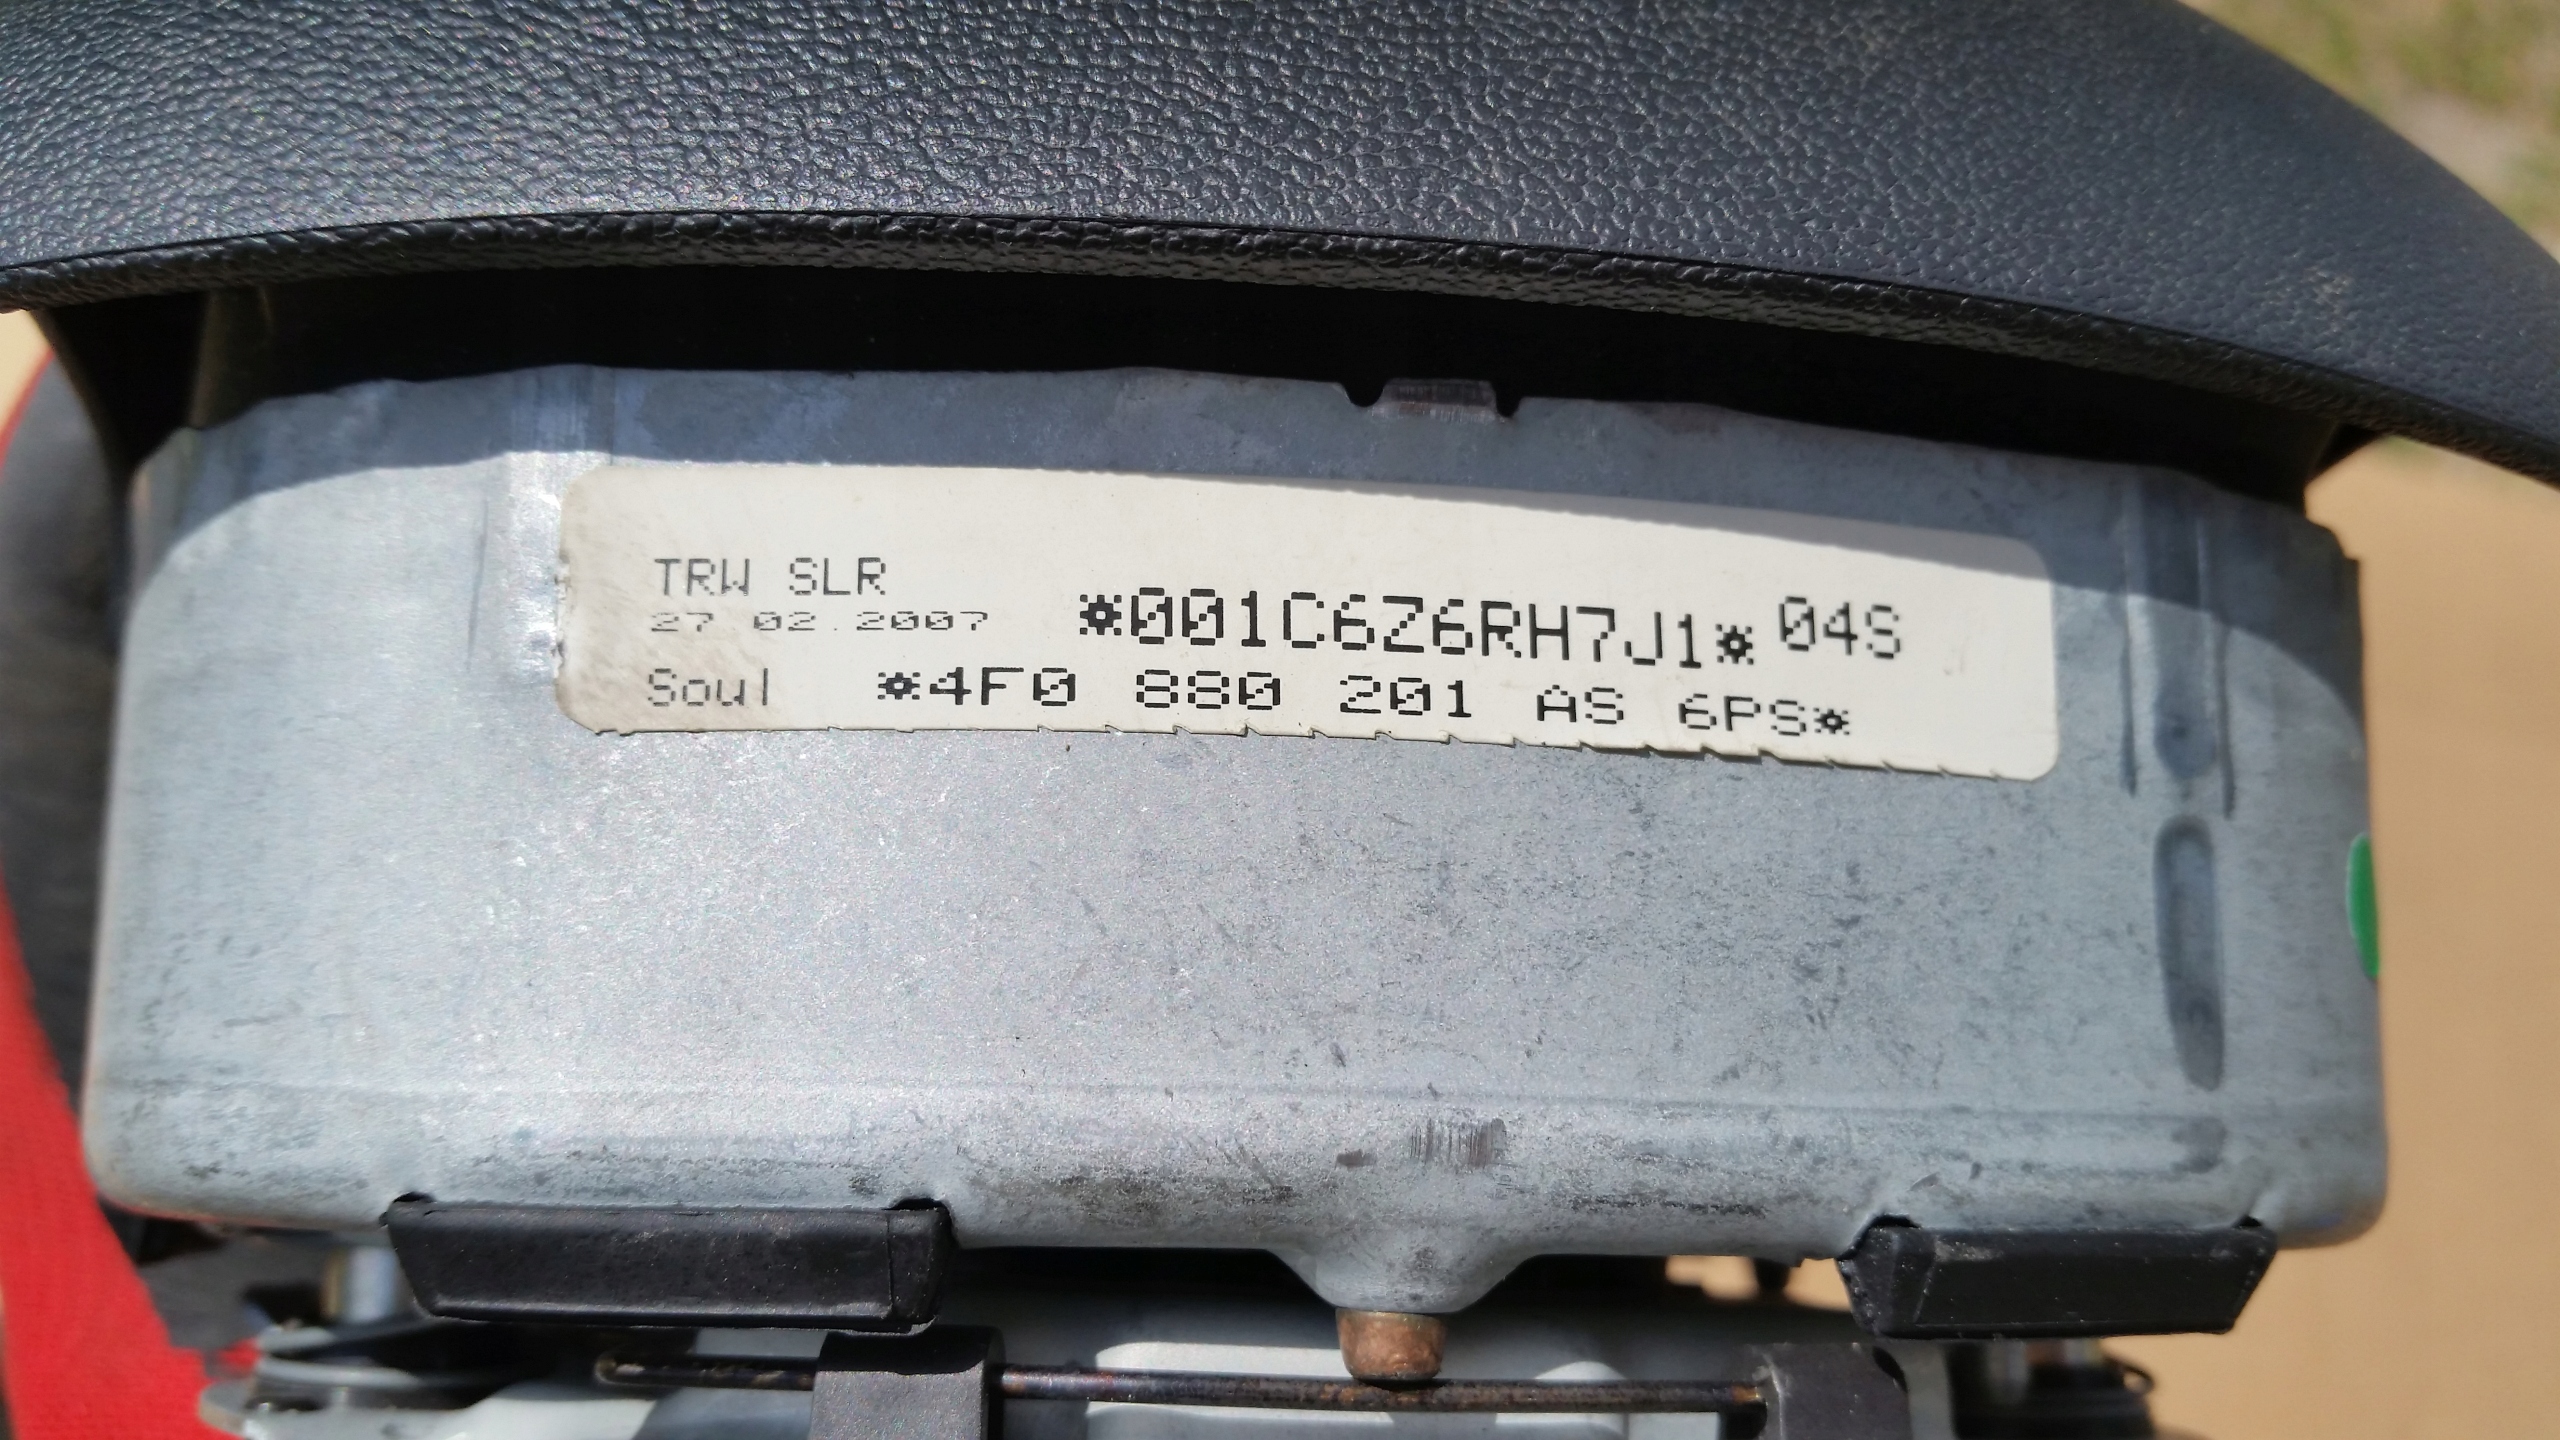 TRW SLR
27 02.2007
*001C6Z6RH7J1* 04S
Soul *4F0 880 201 AS 6PS*